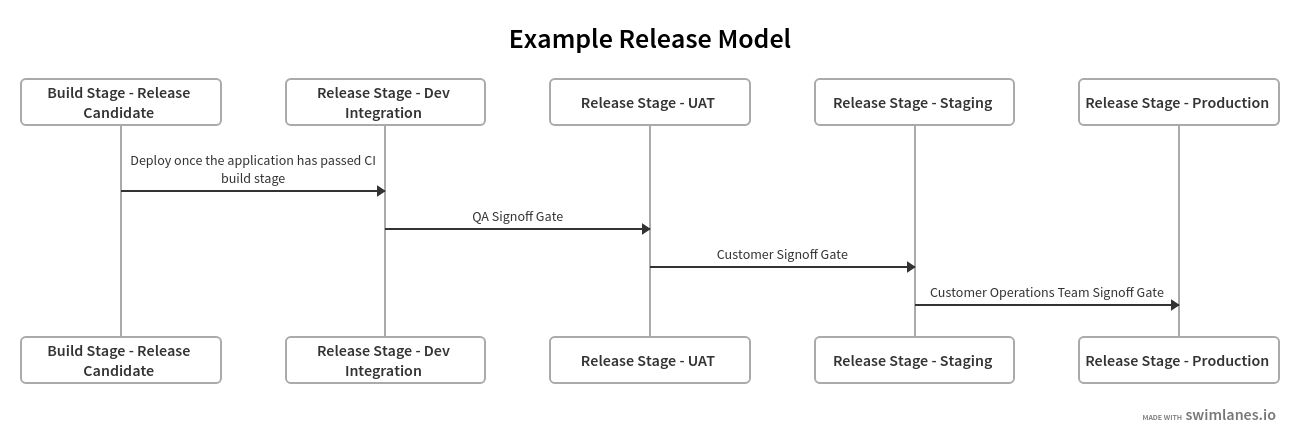 Example Release Model
Build Stage - Release
Candidate
Release Stage - Dev
Integration
Release Stage - UAT
Release Stage - Staging
Release Stage - Production
Deploy once the application has passed CI
build stage
QA Signoff Gate
Customer Signoff Gate
Customer Operations Team Signoff Gate
Build Stage - Release
Candidate
Release Stage - Dev
Integration
Release Stage - UAT
Release Stage - Staging
Release Stage - Production
MADE WITH swimlanes.io